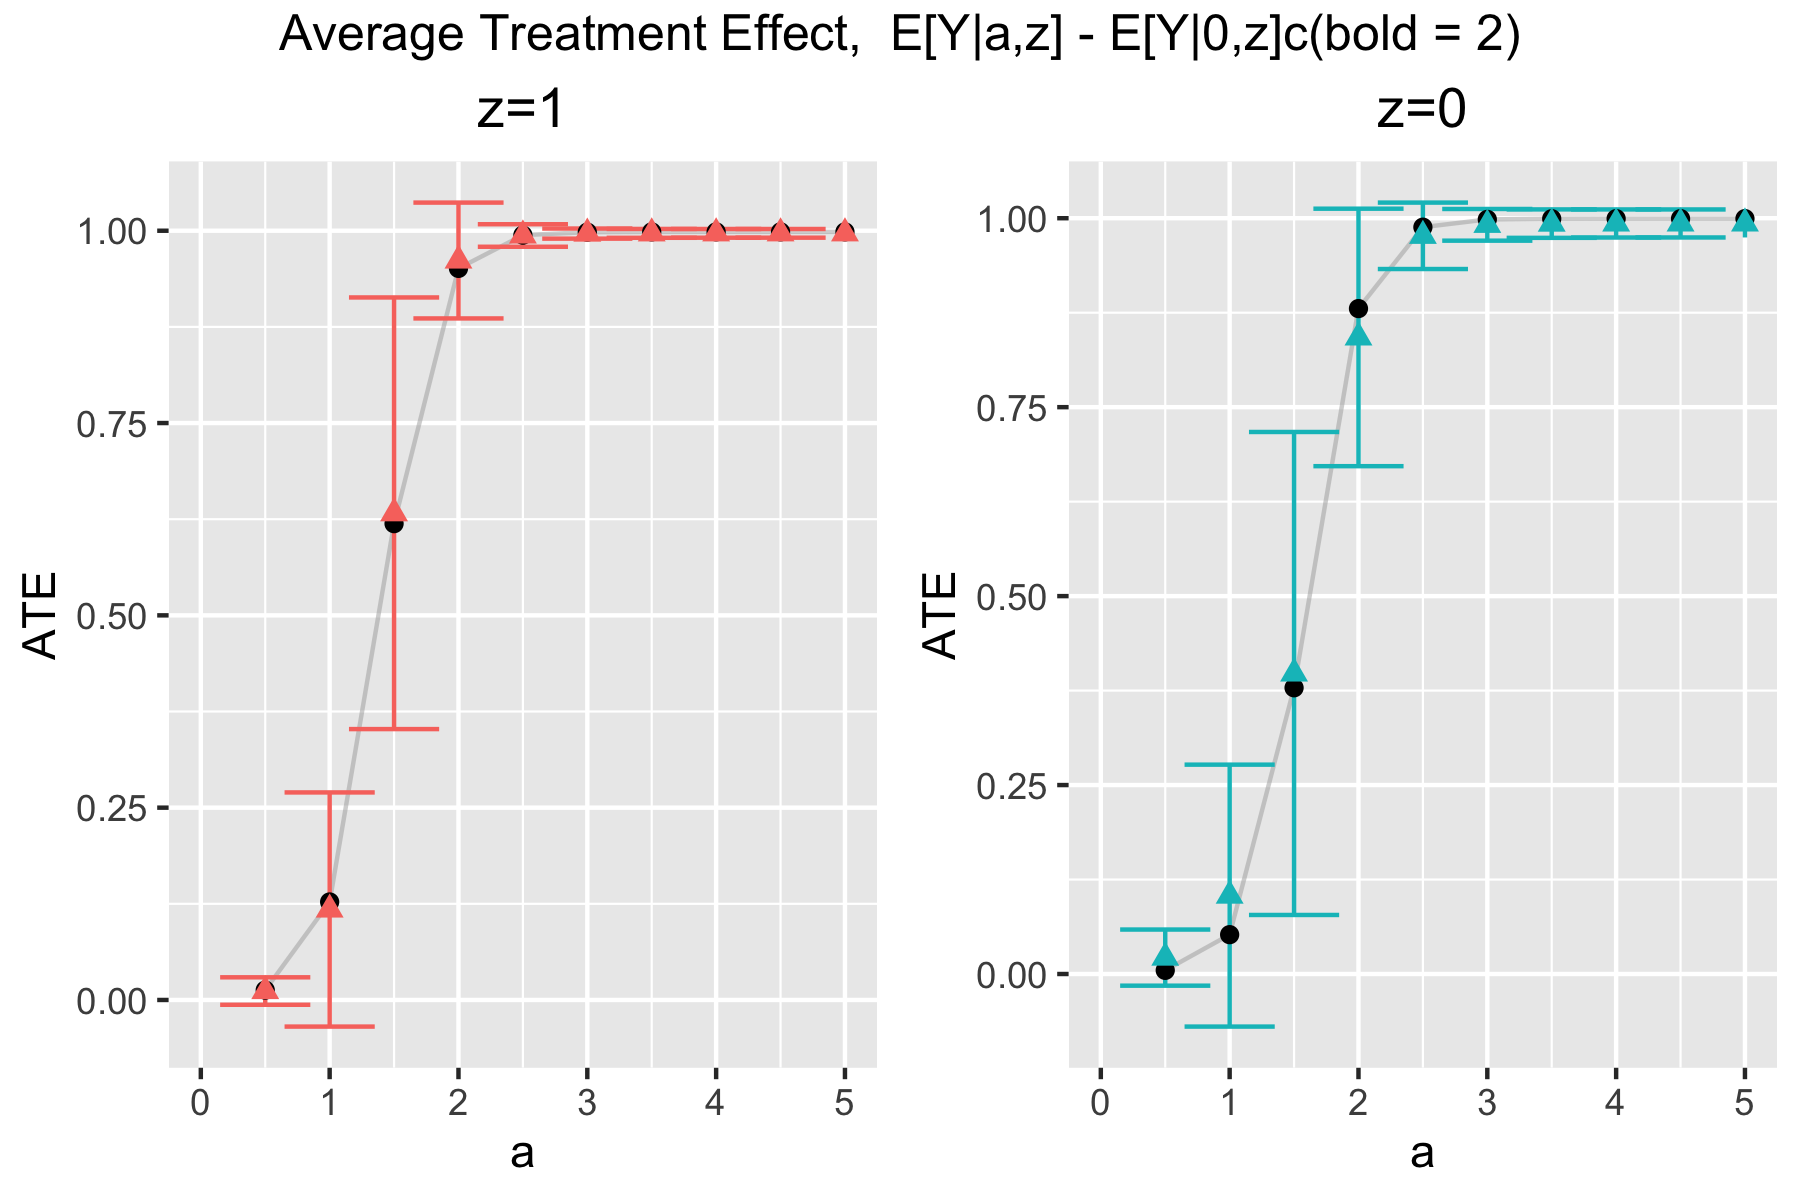 Average Treatment Effect,  E[Y|a,z] - E[Y|0,z]c(bold = 2)
z=1
1.00
0.75
0.50
0.25
0.00
ATE
0 1 2 3 4 5
a
z=0
1.00
0.75
0.50
0.25
0.00
ATE
0 1 2 3 4 5
a